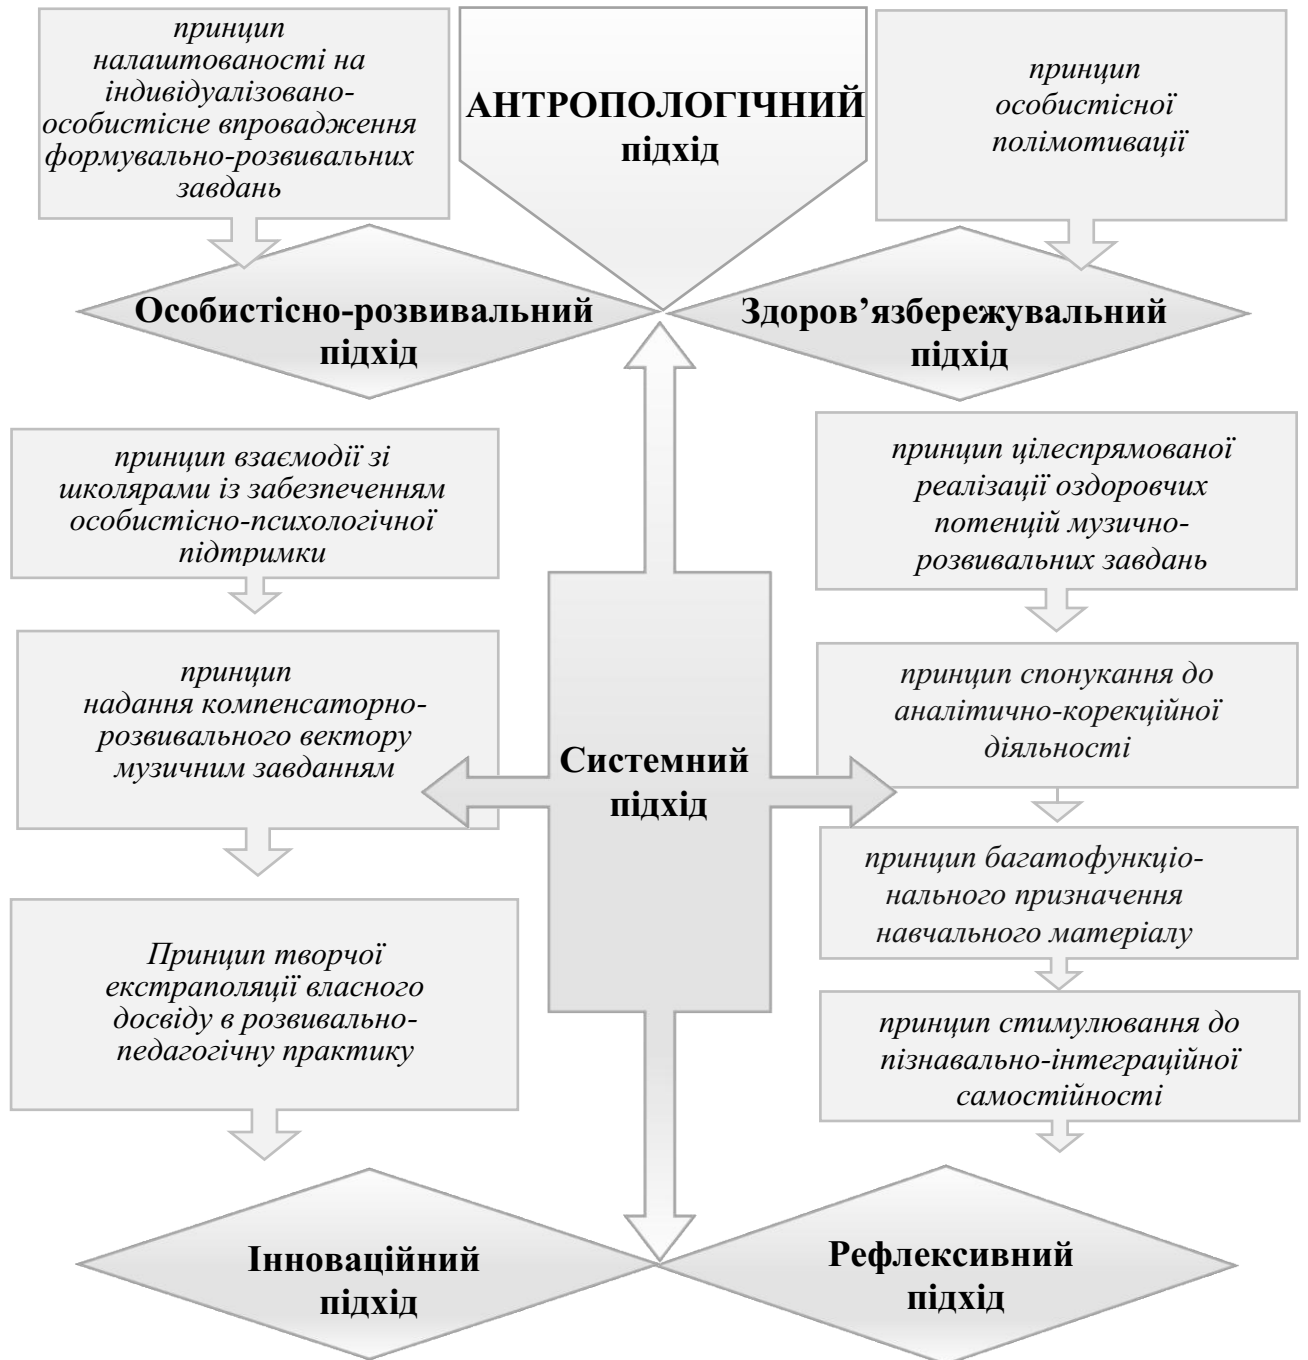 принцип
налаштованості на
індивідуалізовано-
особистісне впровадження
формувально-розвивальних
завдань
АНТРОПОЛОГІЧНИЙ
підхід
принцип
особистісної
полімотивації
Особистісно-розвивальний
підхід
Здоров’язбережувальний
підхід
принцип взаємодії зі
школярами із забезпеченням
особистісно-психологічної
підтримки
принцип цілеспрямованої
реалізації оздоровчих
потенцій музично-
розвивальних завдань
принцип
надання компенсаторно-
розвивального вектору
музичним завданням
Системний
підхід
принцип спонукання до
аналітично-корекційної
діяльності
принцип багатофункціо-
нального призначення
навчального матеріалу
Принцип творчої
екстраполяції власного
досвіду в розвивально-
педагогічну практику
принцип стимулювання до
пізнавально-інтеграційної
самостійності
Інноваційний
підхід
Рефлексивний
підхід